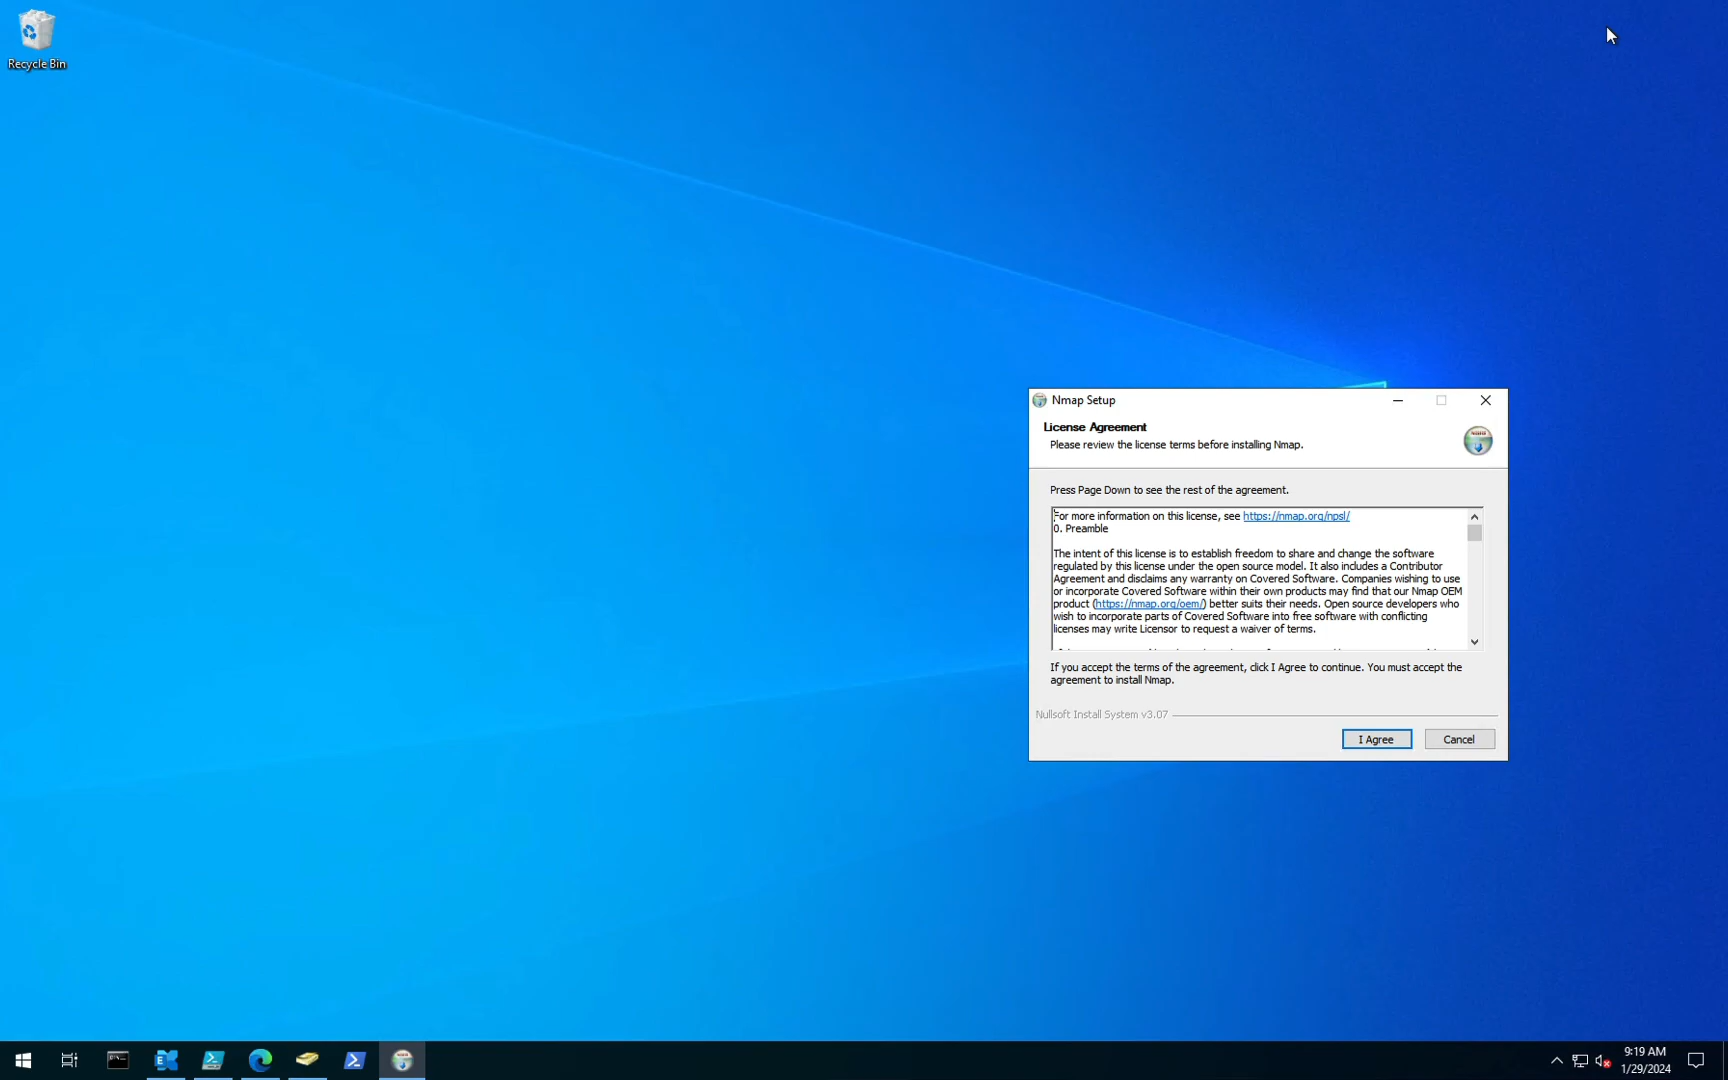 Recycle Bin
Nmap Setup
License Agreement
Please review the license terms before installing Nmap.
Press Page Down to see the rest of the agreement.
For more information on this license, see https://nmap.org/npsl/
0. Preamble
The intent of this license is to establish freedom to share and change the software
regulated by this license under the open source model. It also includes a Contributor
Agreement and disclaims any warranty on Covered Software. Companies wishing to use
or incorporate Covered Software within their own products may find that our Nmap OEM
product (https://nmap.org/oem/) better suits their needs. Open source developers who
wish to incorporate parts of Covered Software into free software with conflicting
licenses may write Licensor to request a waiver of terms.
If you accept the terms of the agreement, click I Agree to continue. You must accept the
agreement to install Nmap.
Nullsoft Install System v3.07
I Agree
Cancel
9:19 AM
1/29/2024